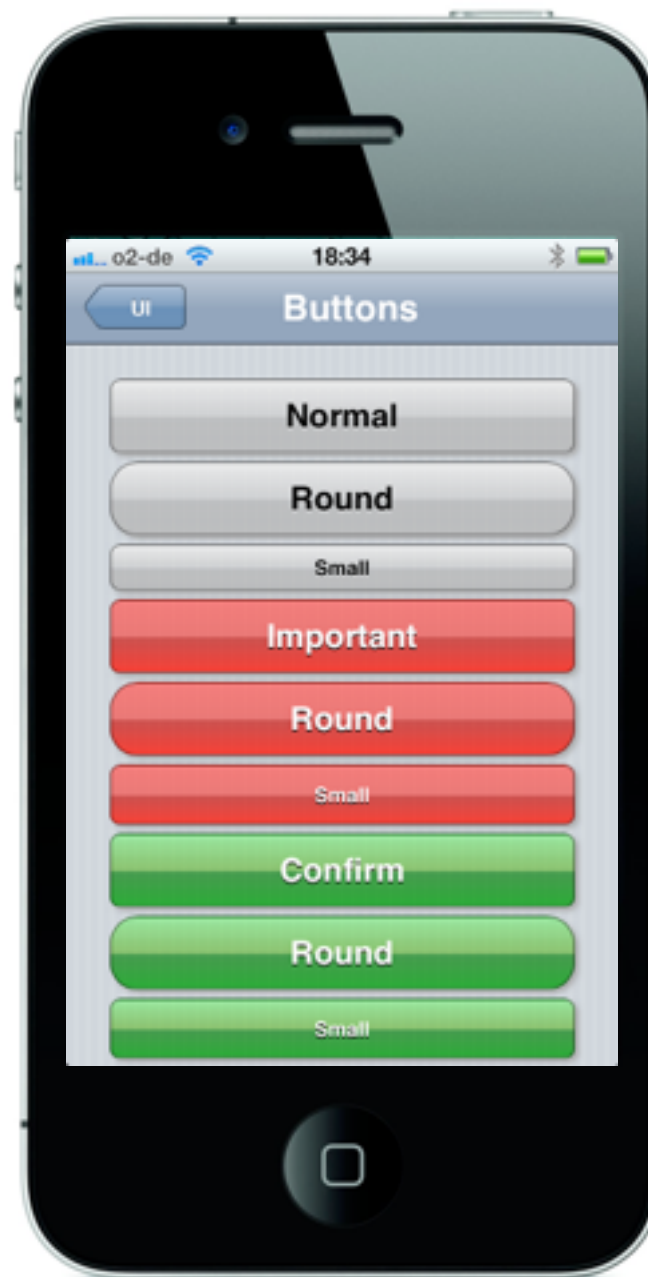 o2-de 18:34
UI Buttons
Normal
Round
Small
Important
Round
Small
Confirm
Round
Small